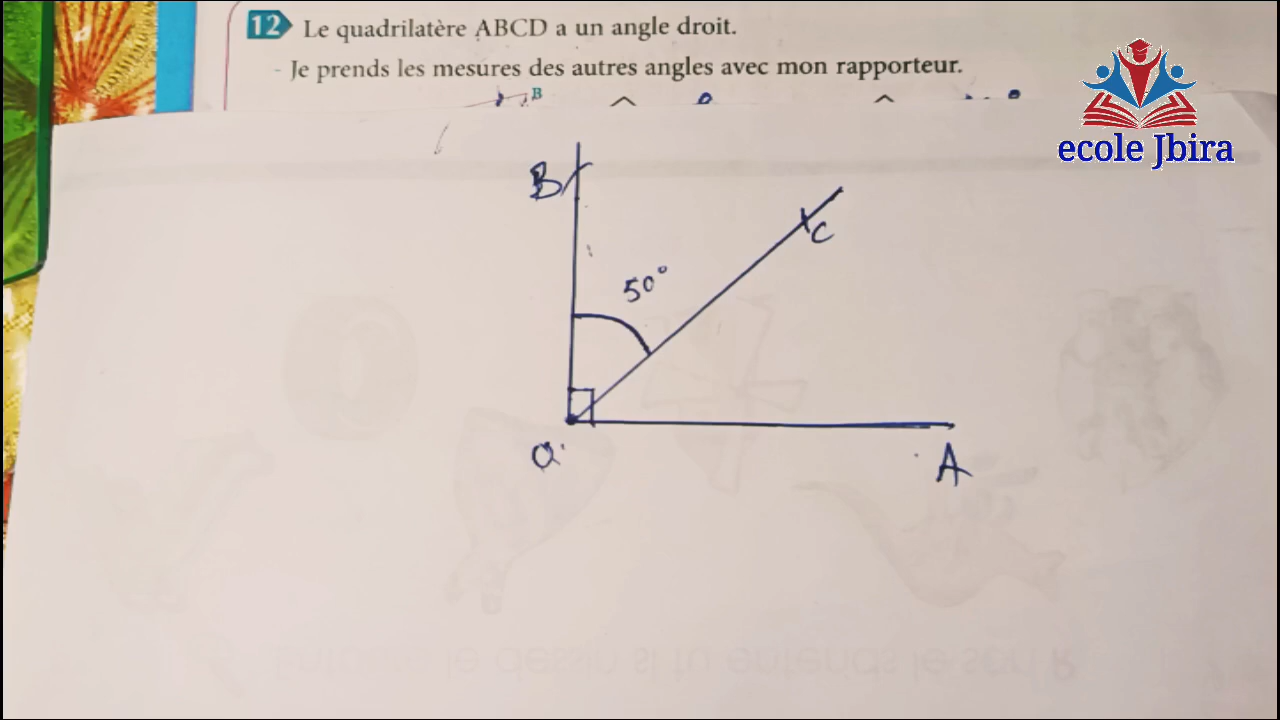 12 Le quadrilatère ABCD a un angle droit.
- Je prends les mesures des autres angles avec mon rapporteur.
B
ecole Jbira
B
C
50°
O
A